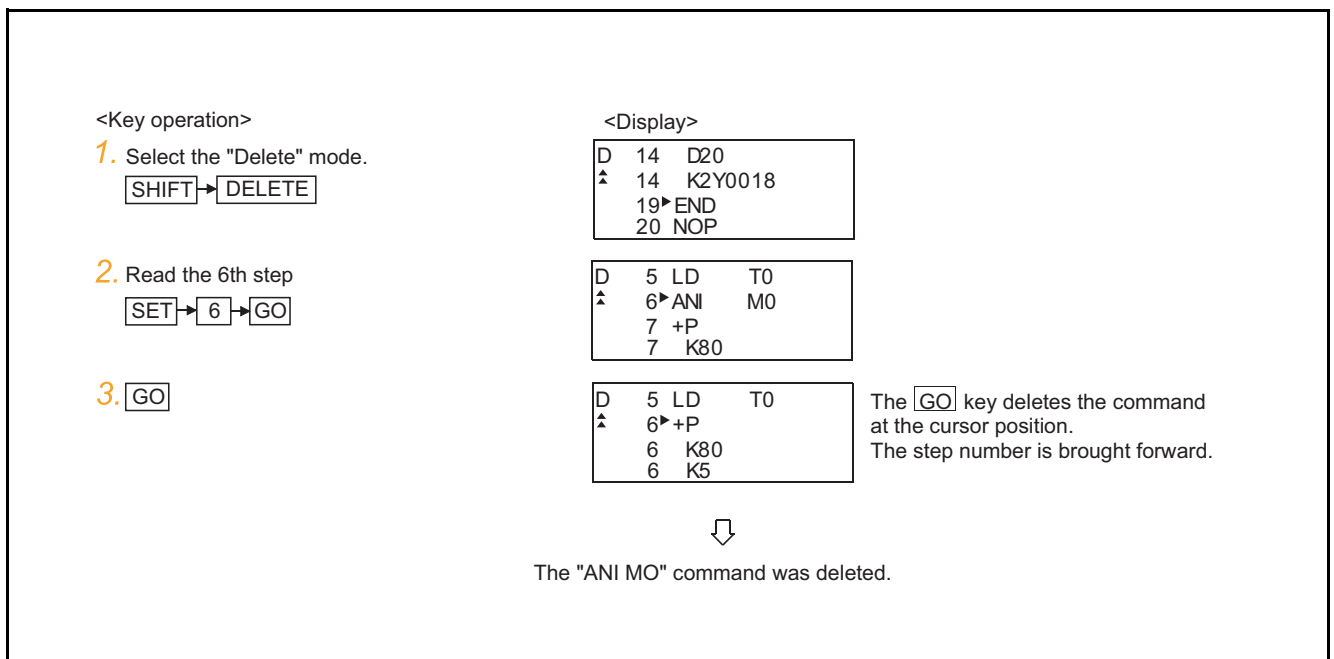 <Key operation>
<Display>
1. Select the "Delete" mode.
SHIFT DELETE
D 14 D20
14 K2Y0018
19 END
20 NOP
2. Read the 6th step
SET 6 GO
D 5 LD T0
6 ANI M0
7 +P
7 K80
3. GO
D 5 LD T0
6 +P
6 K80
6 K5
The GO key deletes the command
at the cursor position.
The step number is brought forward.
The "ANI MO" command was deleted.